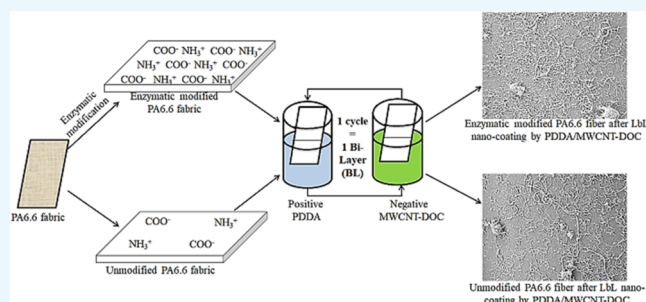 COO⁻ NH₃⁺ COO⁻ NH₃⁺
NH₃⁺ COO⁻ NH₃⁺ COO⁻
COO⁻ NH₃⁺ COO⁻ NH₃⁺
Enzymatic modified
PA6.6 fabric
Enzymatic
modification
PA6.6 fabric
COO⁻ NH₃⁺
NH₃⁺ COO⁻
Unmodified PA6.6 fabric
1 cycle
=
1 Bi-
Layer
(BL)
Positive
PDDA
Negative
MWCNT-DOC
Enzymatic modified PA6.6 fiber after LbL
nano-coating by PDDA/MWCNT-DOC
Unmodified PA6.6 fiber after LbL nano-
coating by PDDA/MWCNT-DOC